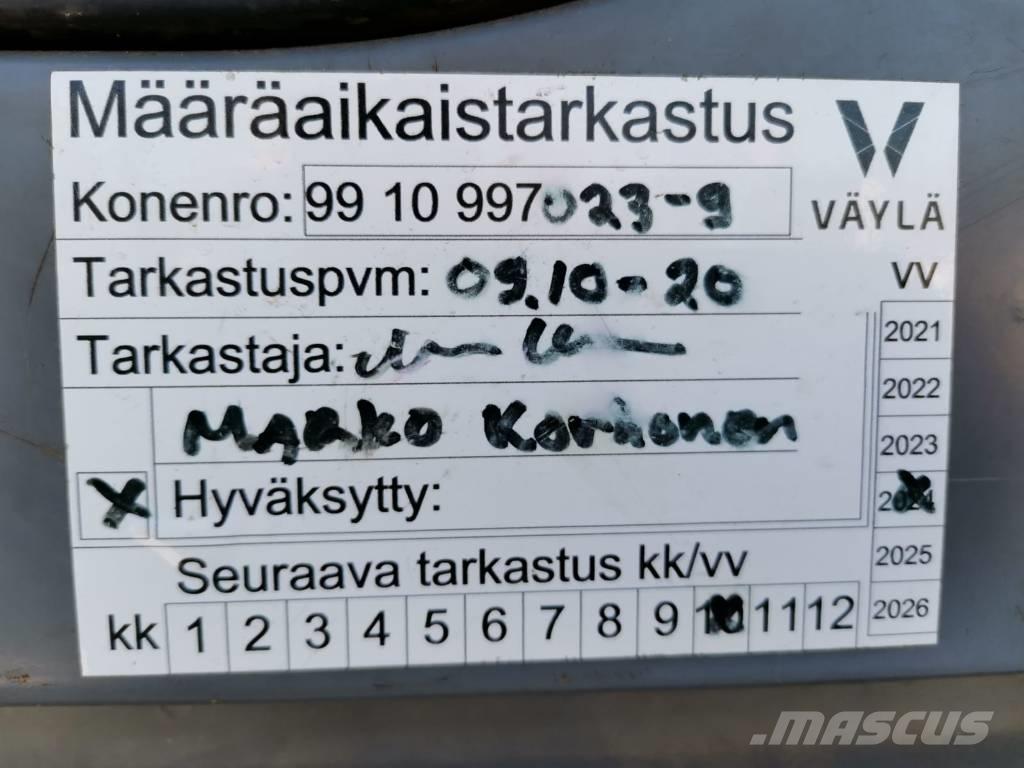 Määräaikaistarkastus
Konenro: 99 10 997023-9
VÄYLÄ
Tarkastuspvm: 09.10-20
VV
Tarkastaja:
Marko Korhonen
Hyväksytty:
2021
2022
2023
2024
2025
2026
Seuraava tarkastus kk/vv
kk 1 2 3 4 5 6 7 8 9 10 11 12
MASCUS